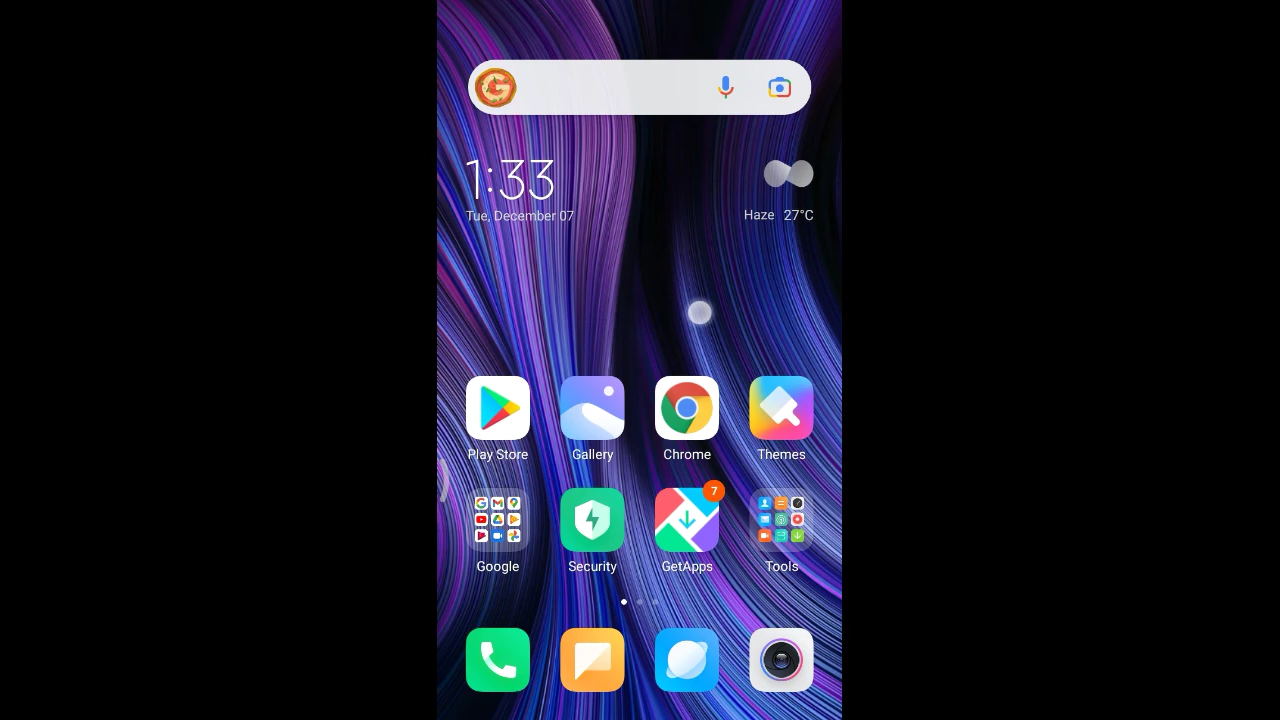 1:33
Tue, December 07
Haze 27°C
Play Store
Gallery
Chrome
Themes
7
Google
Security
GetApps
Tools